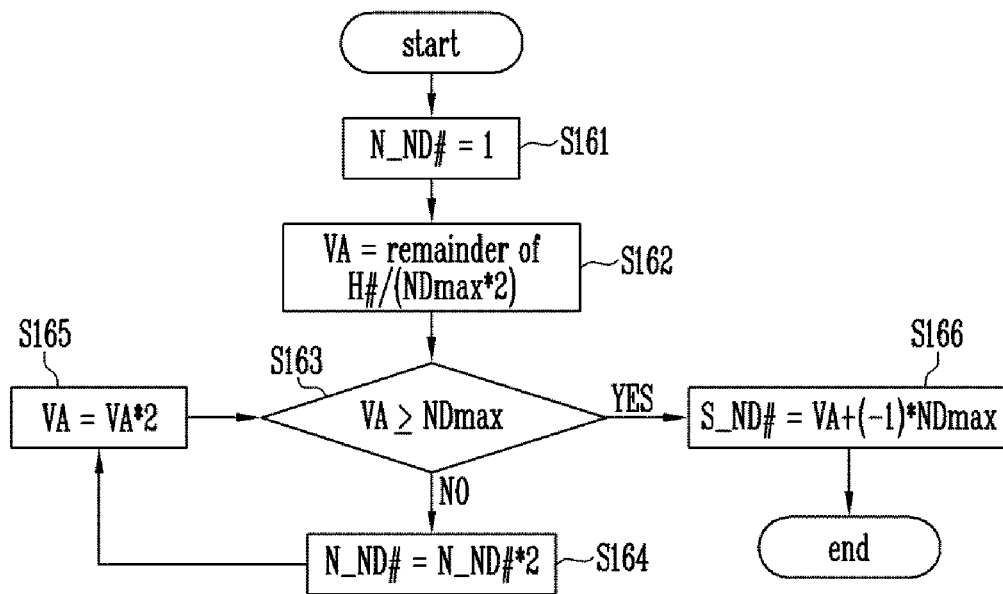 start
N_ND# = 1
S161
VA = remainder of
H#/(NDmax*2)
S162
S165
VA = VA*2
S163
VA ≥ NDmax
YES
S166
S_ND# = VA+(-1)*NDmax
NO
N_ND# = N_ND#*2
S164
end